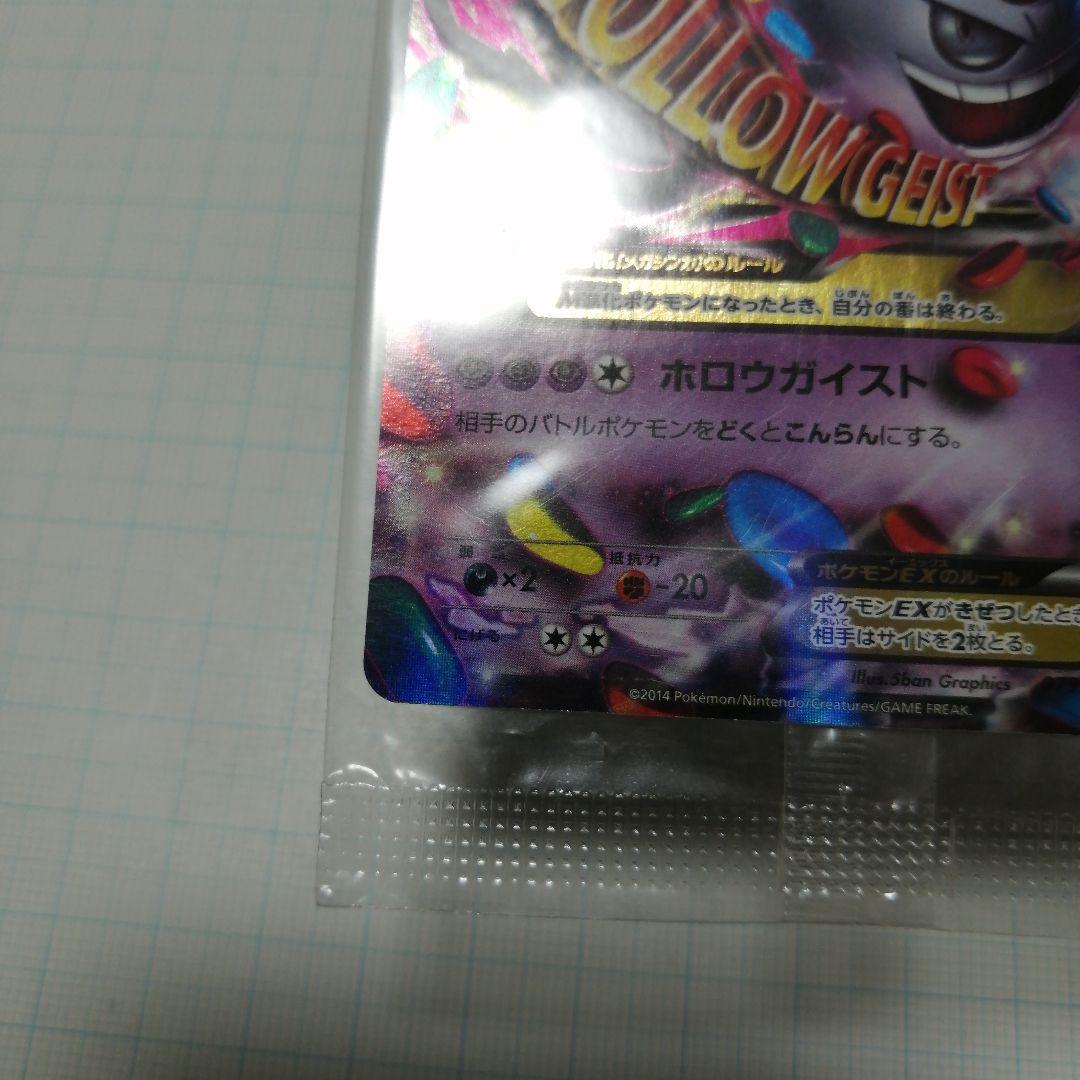 OLLOW GEIST
化(メガシンカ)のルール
M進化ポケモンになったとき、自分の番は終わる。
ホロウガイスト
相手のバトルポケモンをどくとこんらんにする。
弱
抵抗力
×2
-20
にげる
ポケモンEXのルール
ポケモンEXがきぜつしたとき
相手はサイドを2枚とる。
Illus.5ban Graphics
©2014 Pokémon/Nintendo/Creatures/GAME FREAK.